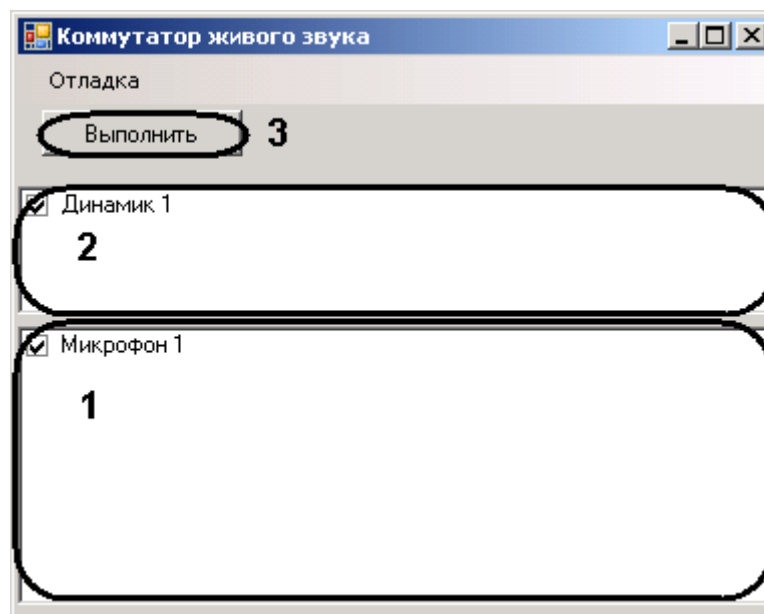 Коммутатор живого звука
Отладка
Выполнить 3
Динамик 1
2
Микрофон 1
1